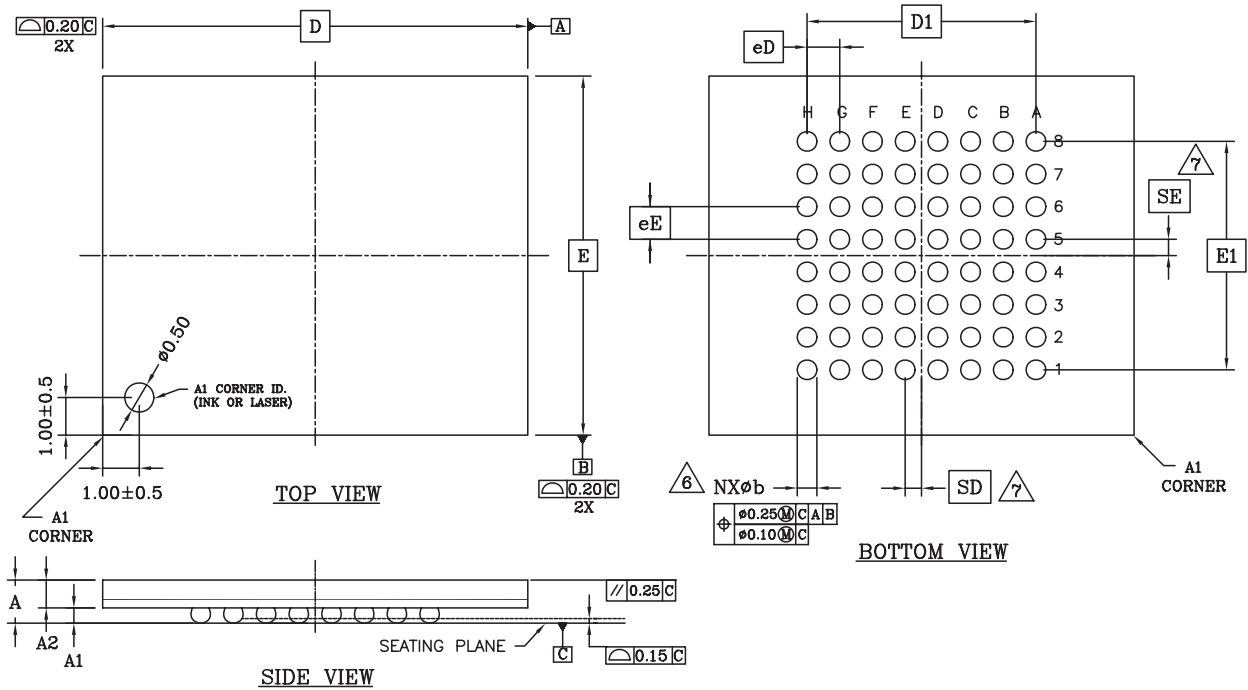 ⌓ 0.20 C
2X
D
A
E
ø0.50
A1 CORNER ID.
(INK OR LASER)
1.00±0.5
1.00±0.5
A1
CORNER
TOP VIEW
B
⌓ 0.20 C
2X
D1
eD
H G F E D C B A
8
7
6
5
4
3
2
1
7
SE
eE
E1
6
NXøb
SD
7
A1
CORNER
⌖ ø0.25 Ⓜ C A B
ø0.10 Ⓜ C
BOTTOM VIEW
A
A2
A1
// 0.25 C
SEATING PLANE
C
⌓ 0.15 C
SIDE VIEW